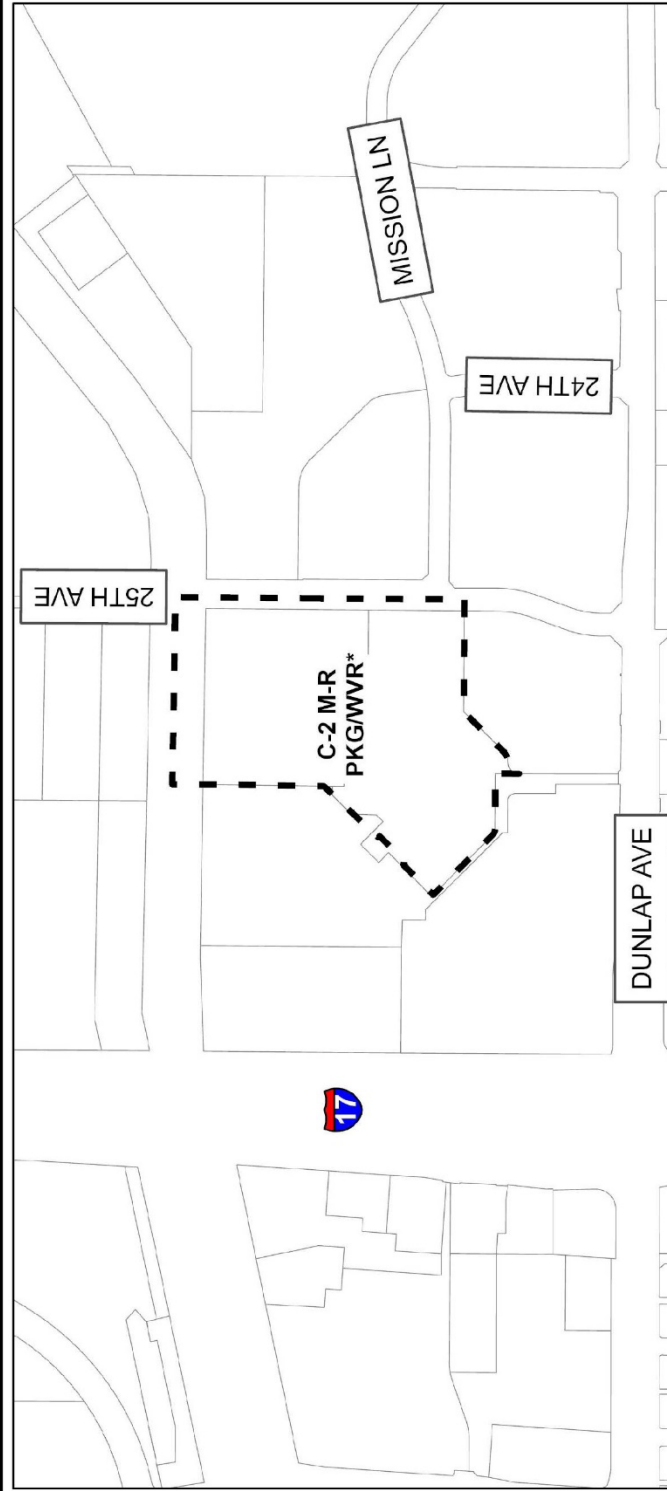 MISSION LN
24TH AVE
25TH AVE
C-2 M-R
PKG/WVR*
DUNLAP AVE
17